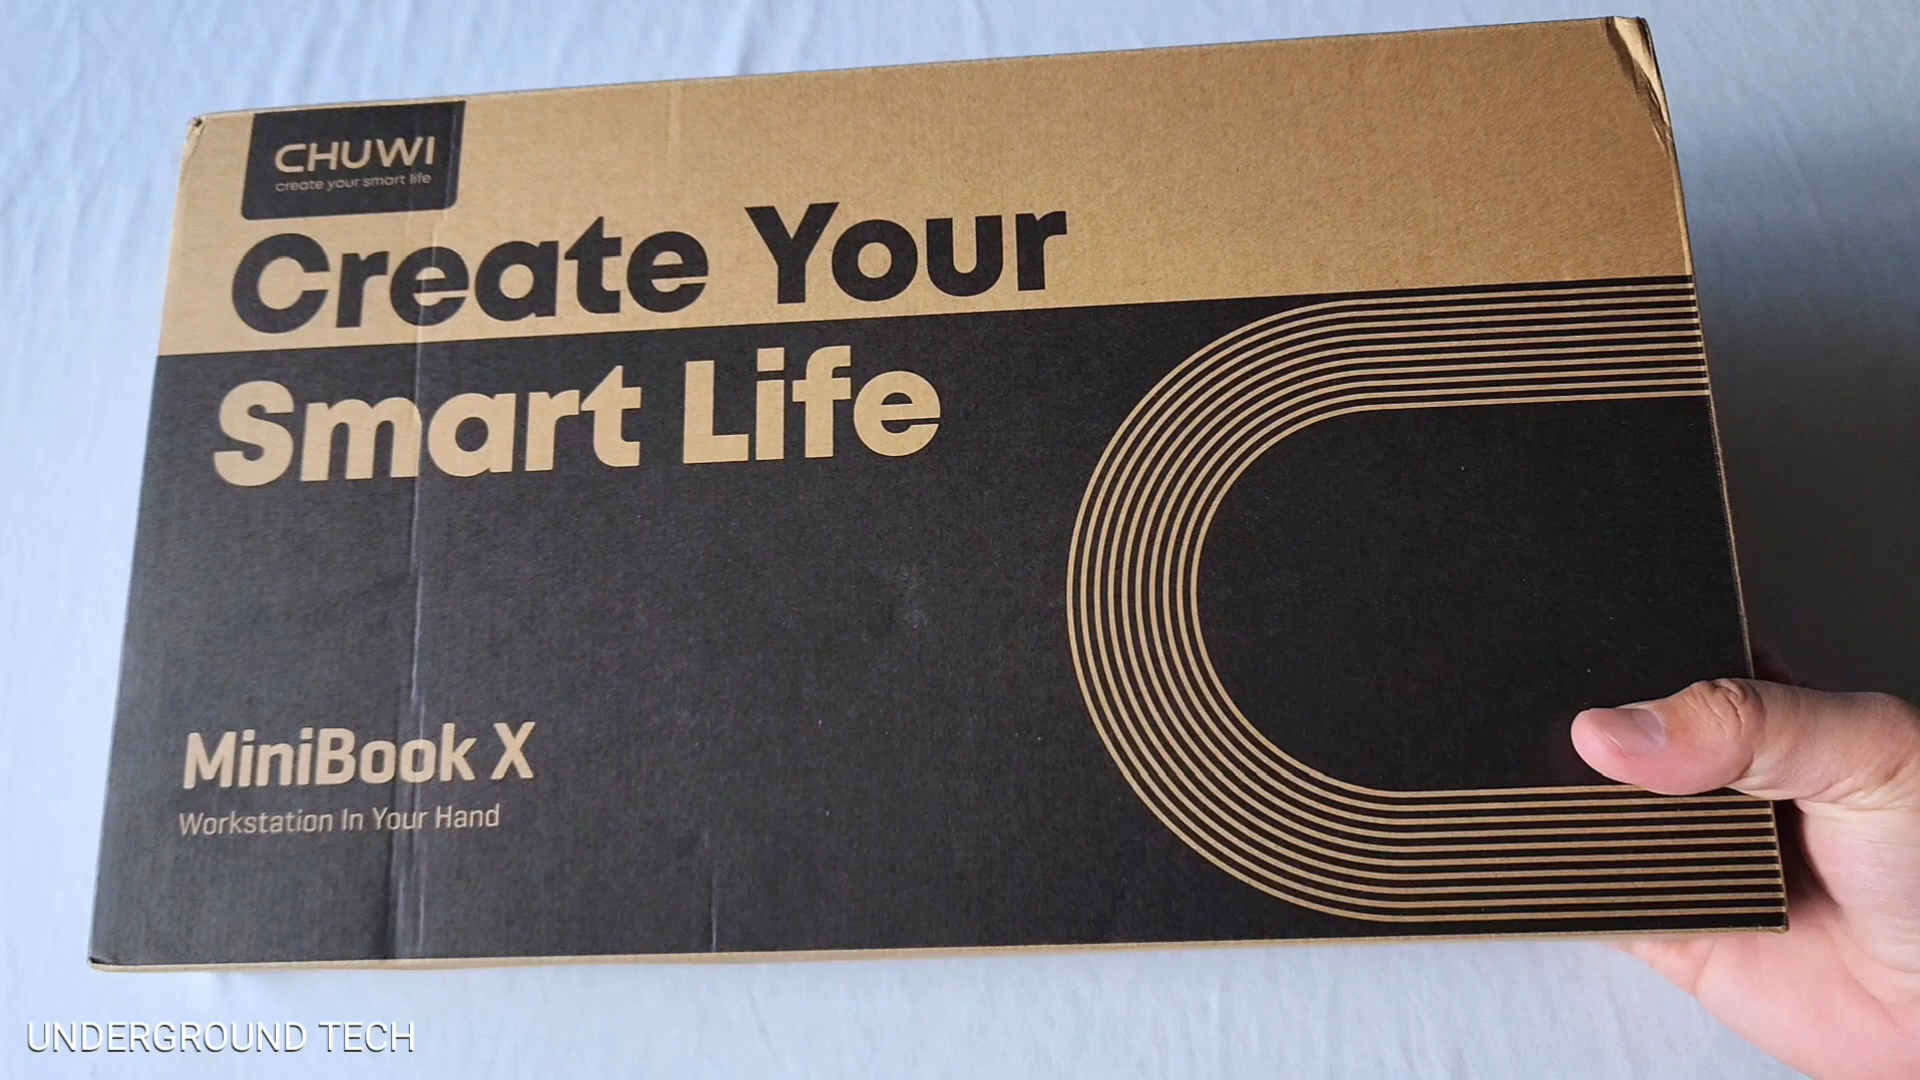 CHUWI
create your smart life
Create Your
Smart Life
MiniBook X
Workstation In Your Hand
UNDERGROUND TECH